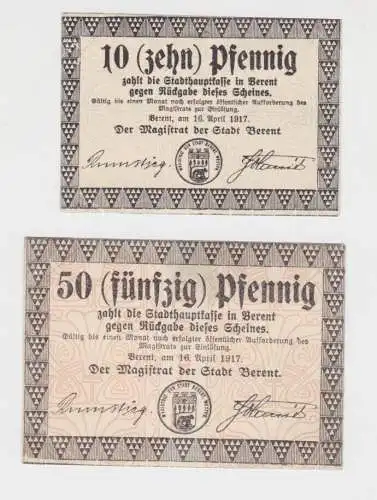 10 (zehn) Pfennig
zahlt die Stadthauptkasse in Berent
gegen Rückgabe dieses Scheines.
Gültig bis einen Monat nach erfolgter öffentlicher Aufforderung des
Magistrats zur Einlösung.
Berent, am 16. April 1917.
Der Magistrat der Stadt Berent
50 (fünfzig) Pfennig
zahlt die Stadthauptkasse in Berent
gegen Rückgabe dieses Scheines.
Gültig bis einen Monat nach erfolgter öffentlicher Aufforderung des
Magistrats zur Einlösung.
Berent, am 16. April 1917.
Der Magistrat der Stadt Berent.